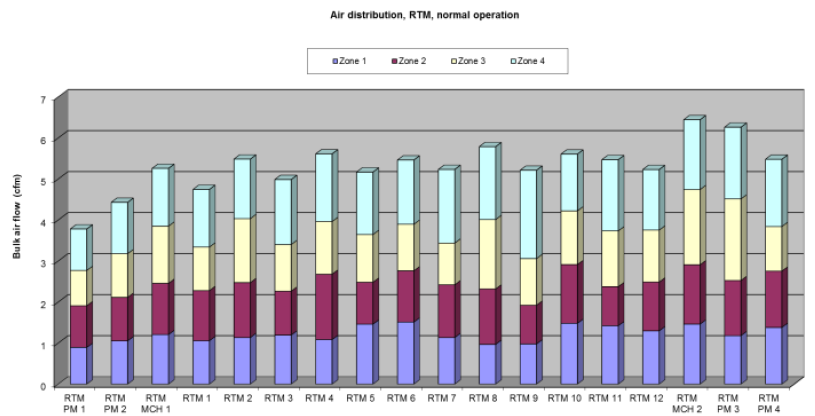 Air distribution, RTM, normal operation
Zone 1 Zone 2 Zone 3 Zone 4
7
6
5
4
3
2
1
0
Bulk air flow (cfm)
RTM PM 1
RTM PM 2
RTM MCH 1
RTM 1
RTM 2
RTM 3
RTM 4
RTM 5
RTM 6
RTM 7
RTM 8
RTM 9
RTM 10
RTM 11
RTM 12
RTM MCH 2
RTM PM 3
RTM PM 4